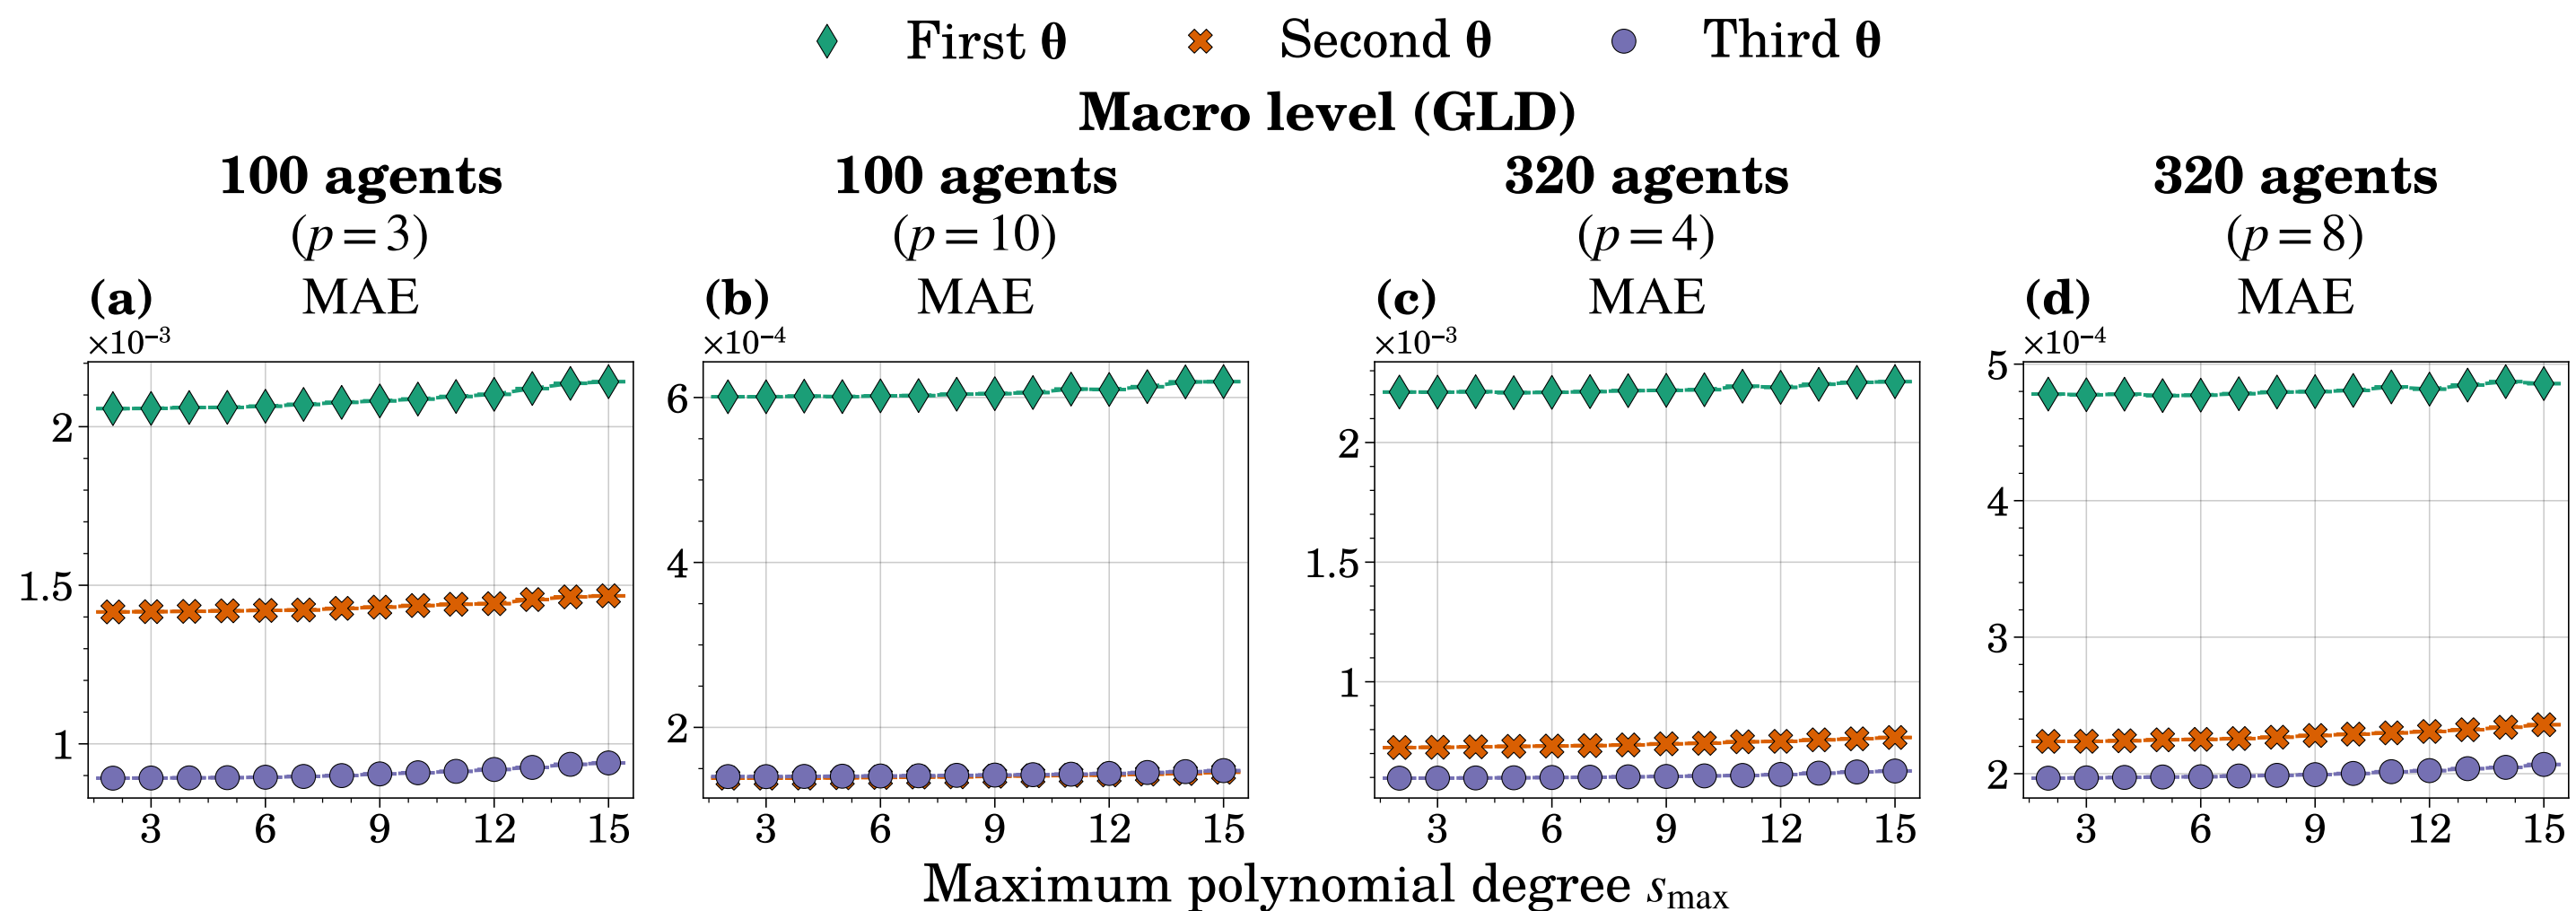 First θ Second θ Third θ
Macro level (GLD)
100 agents 100 agents 320 agents 320 agents
(p = 3) (p = 10) (p = 4) (p = 8)
(a) MAE (b) MAE (c) MAE (d) MAE
×10⁻³ ×10⁻⁴ ×10⁻³ ×10⁻⁴
2
1.5
1
3 6 9 12 15
6
4
2
3 6 9 12 15
2
1.5
1
3 6 9 12 15
5
4
3
2
3 6 9 12 15
Maximum polynomial degree s_max